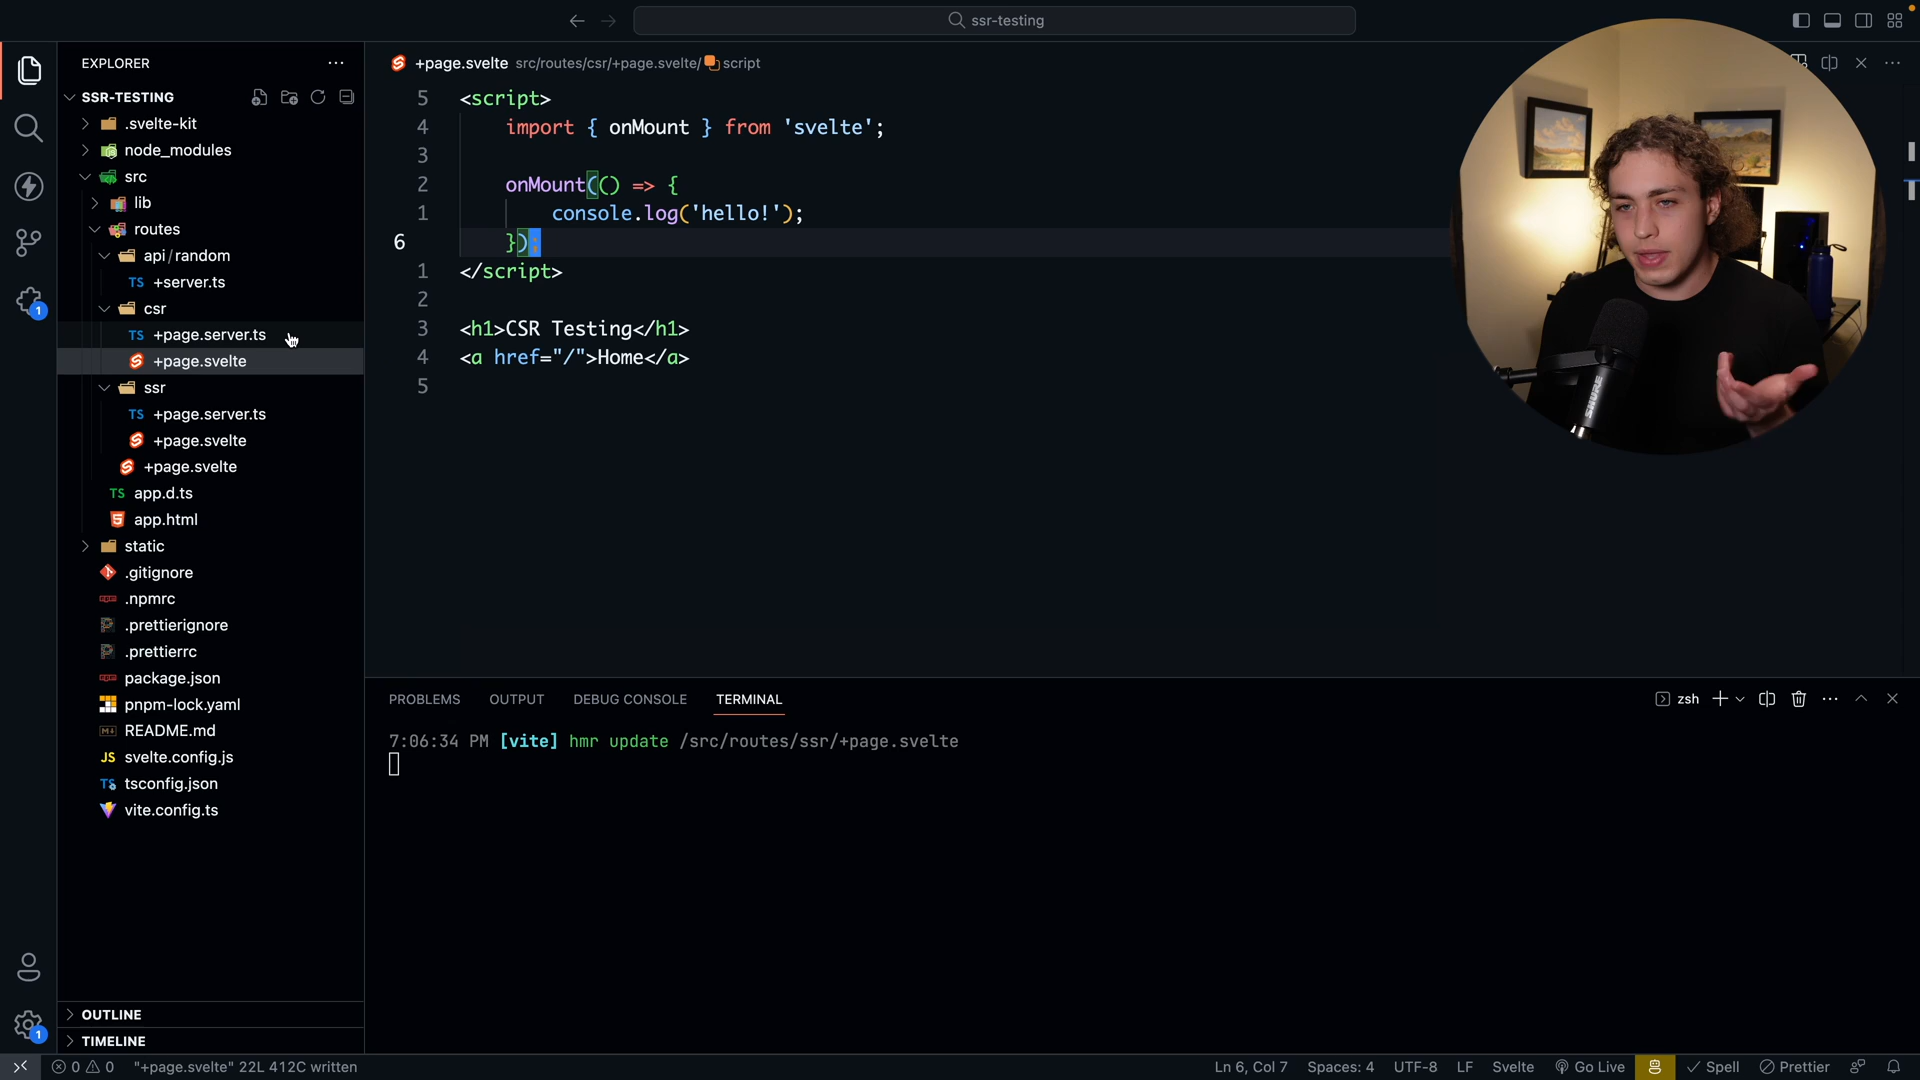 ssr-testing
EXPLORER
SSR-TESTING
.svelte-kit
node_modules
src
lib
routes
api/random
TS +server.ts
csr
TS +page.server.ts
+page.svelte
ssr
TS +page.server.ts
+page.svelte
+page.svelte
TS app.d.ts
app.html
static
.gitignore
.npmrc
.prettierignore
.prettierrc
package.json
pnpm-lock.yaml
README.md
JS svelte.config.js
TS tsconfig.json
vite.config.ts
OUTLINE
TIMELINE
1
1
+page.svelte src/routes/csr/+page.svelte/ script
5 <script>
4 import { onMount } from 'svelte';
3
2 onMount(() => {
1 console.log('hello!');
6 });
1 </script>
2
3 <h1>CSR Testing</h1>
4 <a href="/">Home</a>
5
SHURE
PROBLEMS OUTPUT DEBUG CONSOLE TERMINAL
zsh
7:06:34 PM [vite] hmr update /src/routes/ssr/+page.svelte
0 0 "+page.svelte" 22L 412C written
Ln 6, Col 7 Spaces: 4 UTF-8 LF Svelte Go Live Spell Prettier